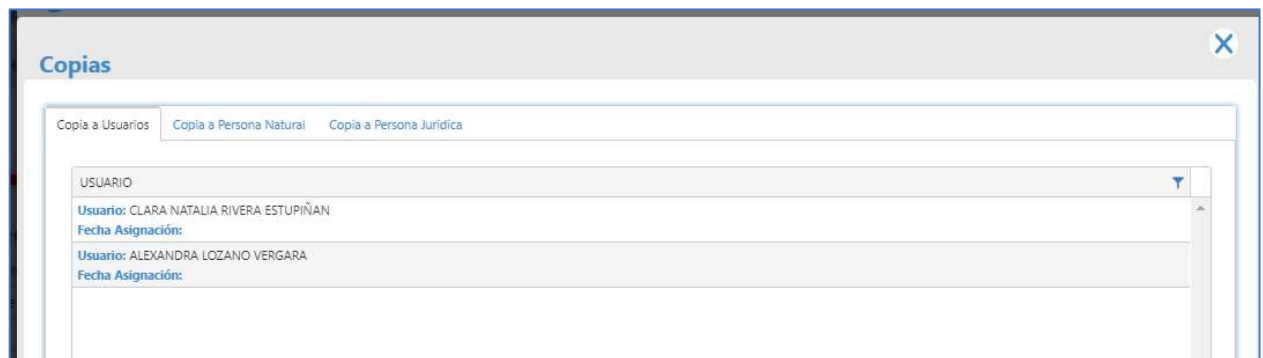 Copias
Copia a Usuarios Copia a Persona Natural Copia a Persona Jurídica
USUARIO
Usuario: CLARA NATALIA RIVERA ESTUPIÑAN
Fecha Asignación:
Usuario: ALEXANDRA LOZANO VERGARA
Fecha Asignación: